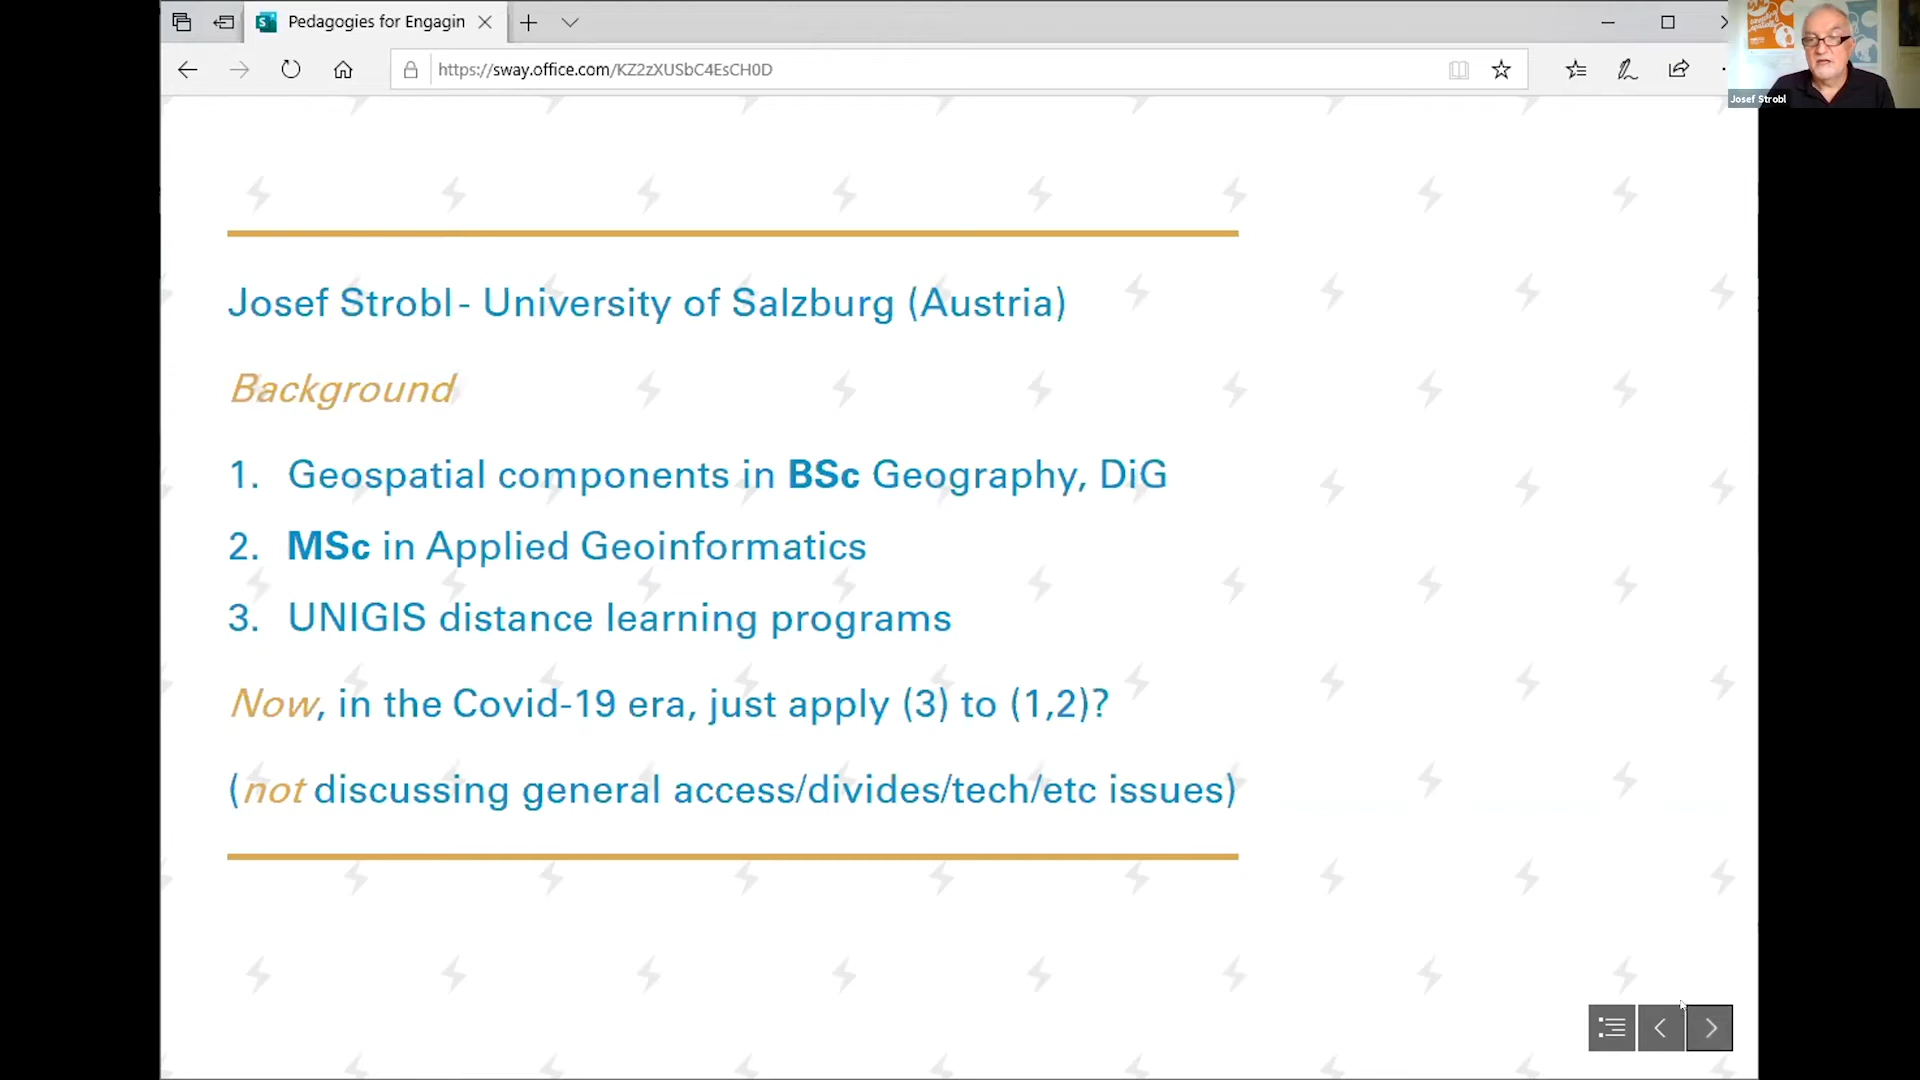 Pedagogies for Engagin
https://sway.office.com/KZ2zXUSbC4EsCH0D
Josef Strobl
Josef Strobl - University of Salzburg (Austria)
Background
1. Geospatial components in BSc Geography, DiG
2. MSc in Applied Geoinformatics
3. UNIGIS distance learning programs
Now, in the Covid-19 era, just apply (3) to (1,2)?
(not discussing general access/divides/tech/etc issues)